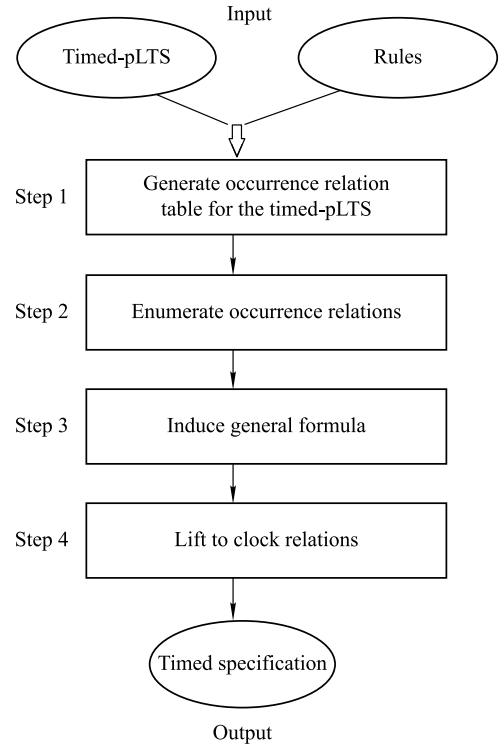 Input
Timed-pLTS
Rules
Step 1
Generate occurrence relation
table for the timed-pLTS
Step 2
Enumerate occurrence relations
Step 3
Induce general formula
Step 4
Lift to clock relations
Timed specification
Output